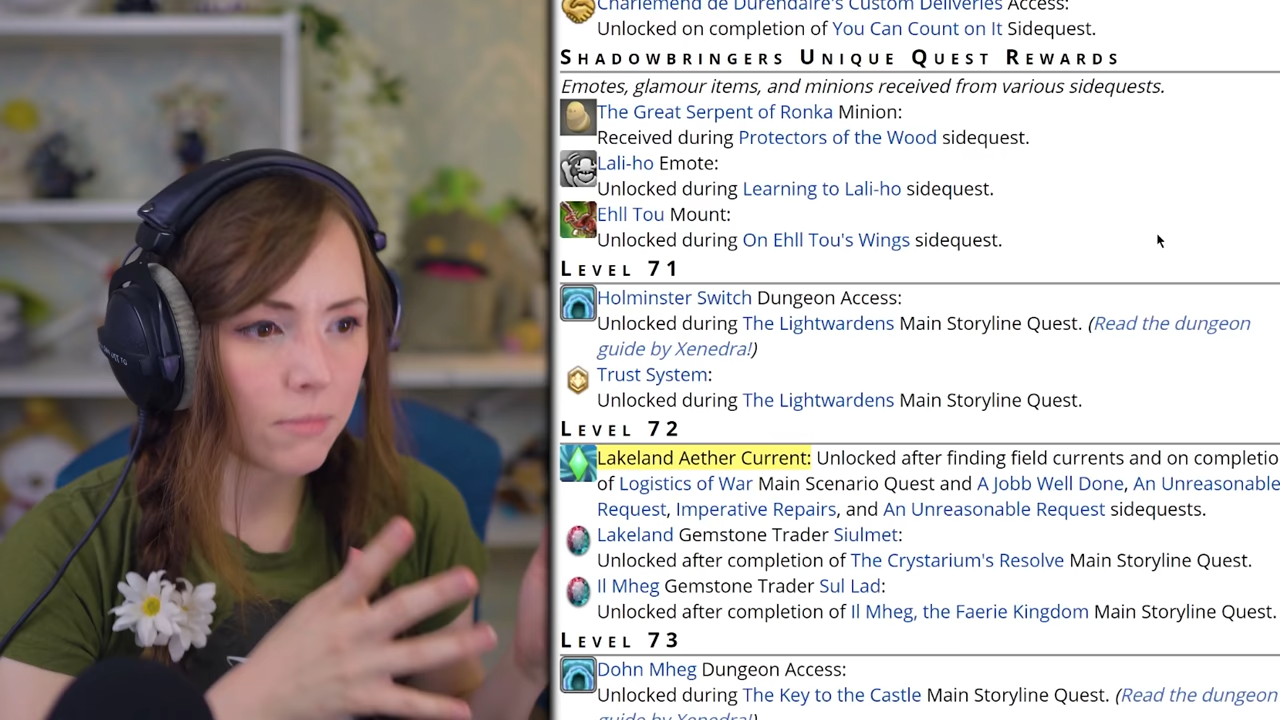 Charlemend de Durendaire's Custom Deliveries Access:
Unlocked on completion of You Can Count on It Sidequest.
Shadowbringers Unique Quest Rewards
Emotes, glamour items, and minions received from various sidequests.
The Great Serpent of Ronka Minion:
Received during Protectors of the Wood sidequest.
Lali-ho Emote:
Unlocked during Learning to Lali-ho sidequest.
Ehll Tou Mount:
Unlocked during On Ehll Tou's Wings sidequest.
Level 71
Holminster Switch Dungeon Access:
Unlocked during The Lightwardens Main Storyline Quest. (Read the dungeon
guide by Xenedra!)
Trust System:
Unlocked during The Lightwardens Main Storyline Quest.
Level 72
Lakeland Aether Current: Unlocked after finding field currents and on completio
of Logistics of War Main Scenario Quest and A Jobb Well Done, An Unreasonable
Request, Imperative Repairs, and An Unreasonable Request sidequests.
Lakeland Gemstone Trader Siulmet:
Unlocked after completion of The Crystarium's Resolve Main Storyline Quest.
Il Mheg Gemstone Trader Sul Lad:
Unlocked after completion of Il Mheg, the Faerie Kingdom Main Storyline Quest.
Level 73
Dohn Mheg Dungeon Access:
Unlocked during The Key to the Castle Main Storyline Quest. (Read the dungeon
guide by Xenedra!)